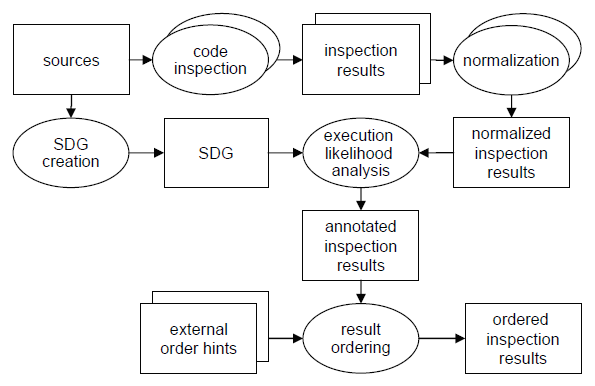 sources
code
inspection
inspection
results
normalization
SDG
creation
SDG
execution
likelihood
analysis
normalized
inspection
results
annotated
inspection
results
external
order hints
result
ordering
ordered
inspection
results